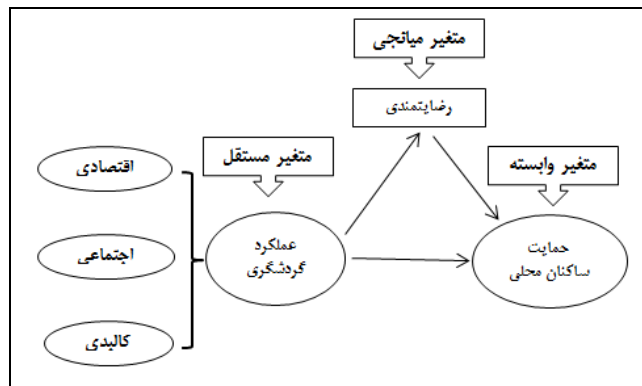 متغیر میانجی
رضایتمندی
متغیر مستقل
متغیر وابسته
اقتصادی
اجتماعی
کالبدی
عملکرد
گردشگری
حمایت
ساکنان محلی